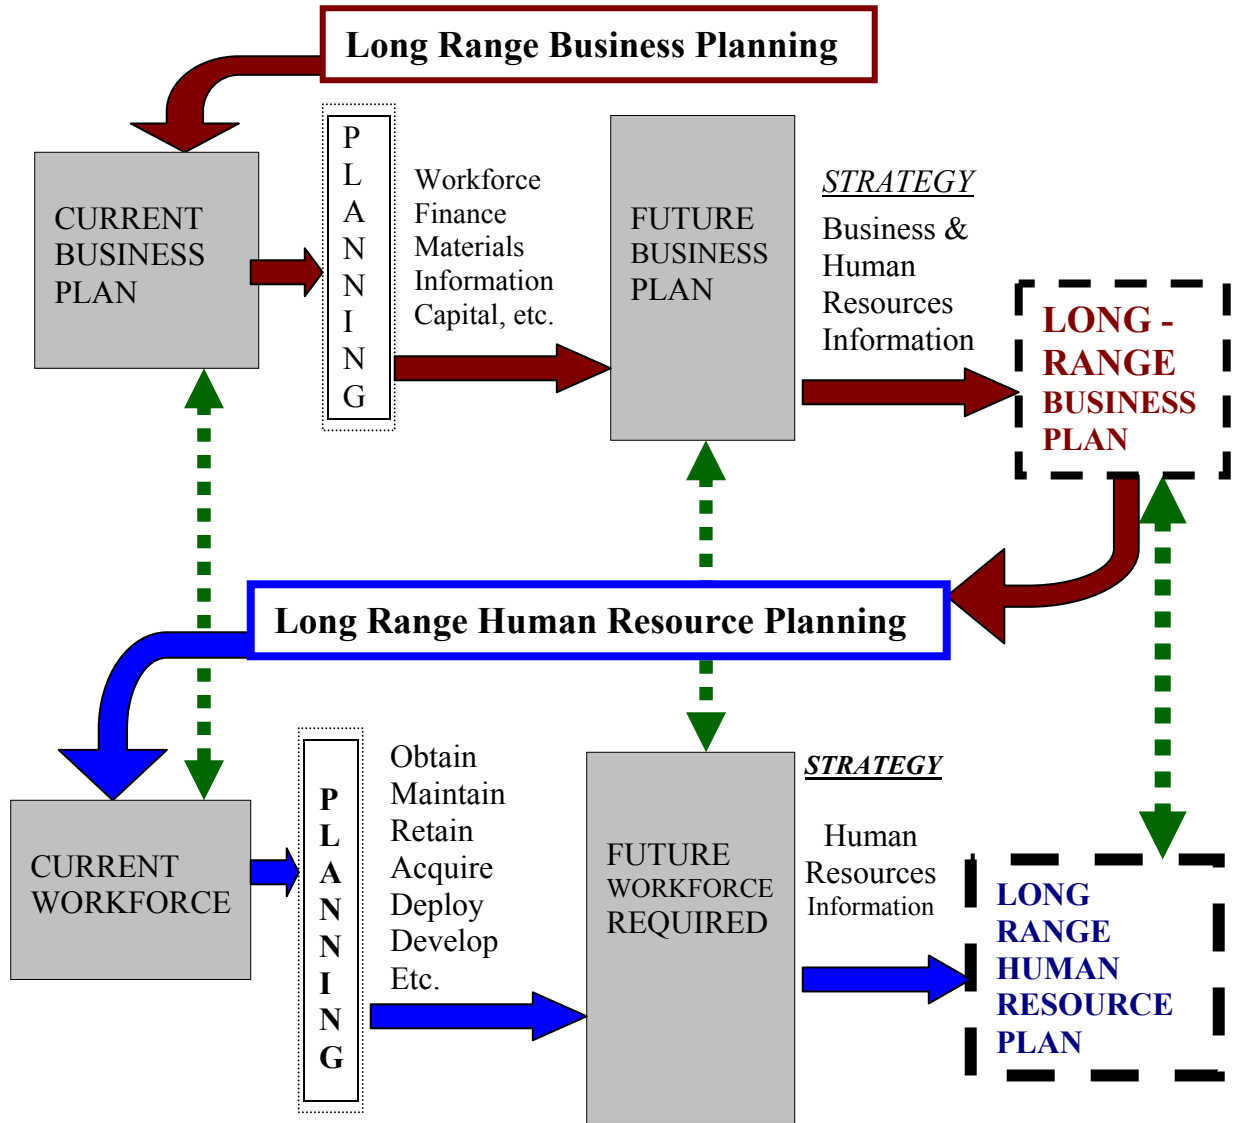 Long Range Business Planning
CURRENT
BUSINESS
PLAN
P
L
A
N
N
I
N
G
Workforce
Finance
Materials
Information
Capital, etc.
FUTURE
BUSINESS
PLAN
STRATEGY
Business &
Human
Resources
Information
LONG -
RANGE
BUSINESS
PLAN
Long Range Human Resource Planning
CURRENT
WORKFORCE
P
L
A
N
N
I
N
G
Obtain
Maintain
Retain
Acquire
Deploy
Develop
Etc.
FUTURE
WORKFORCE
REQUIRED
STRATEGY
Human
Resources
Information
LONG
RANGE
HUMAN
RESOURCE
PLAN